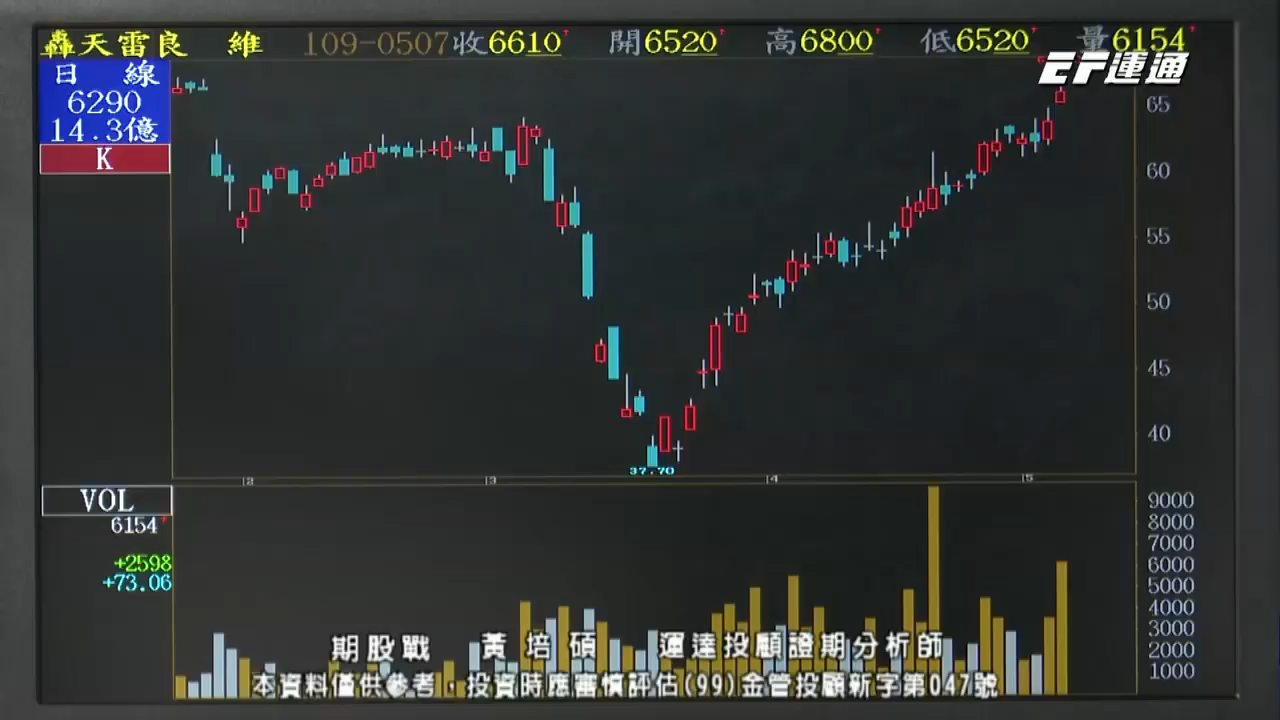 轟天雷良 維 109-0507收6610 開6520 高6800 低6520 量6154
EF運通
日 線
6290
14.3億
K
65
60
55
50
45
40
37.70
2 3 4 5
VOL
6154
+2598
+73.06
9000
8000
7000
6000
5000
4000
3000
2000
1000
期股戰 黃培碩 運達投顧證期分析師
本資料僅供參考，投資時應審慎評估(99)金管投顧新字第047號